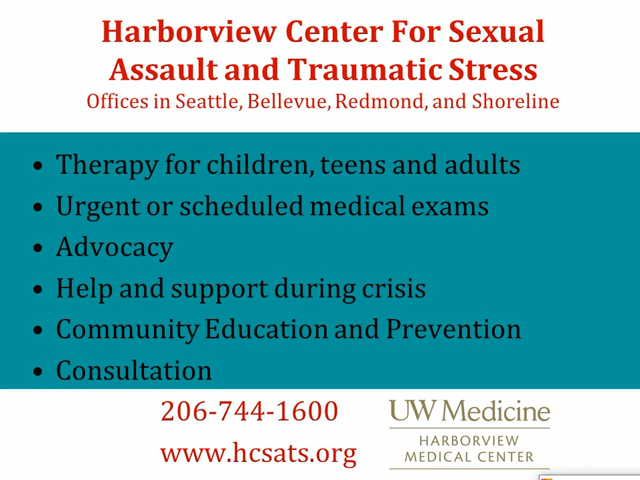 Harborview Center For Sexual
Assault and Traumatic Stress
Offices in Seattle, Bellevue, Redmond, and Shoreline
• Therapy for children, teens and adults
• Urgent or scheduled medical exams
• Advocacy
• Help and support during crisis
• Community Education and Prevention
• Consultation
206-744-1600
www.hcsats.org
UW Medicine
HARBORVIEW
MEDICAL CENTER